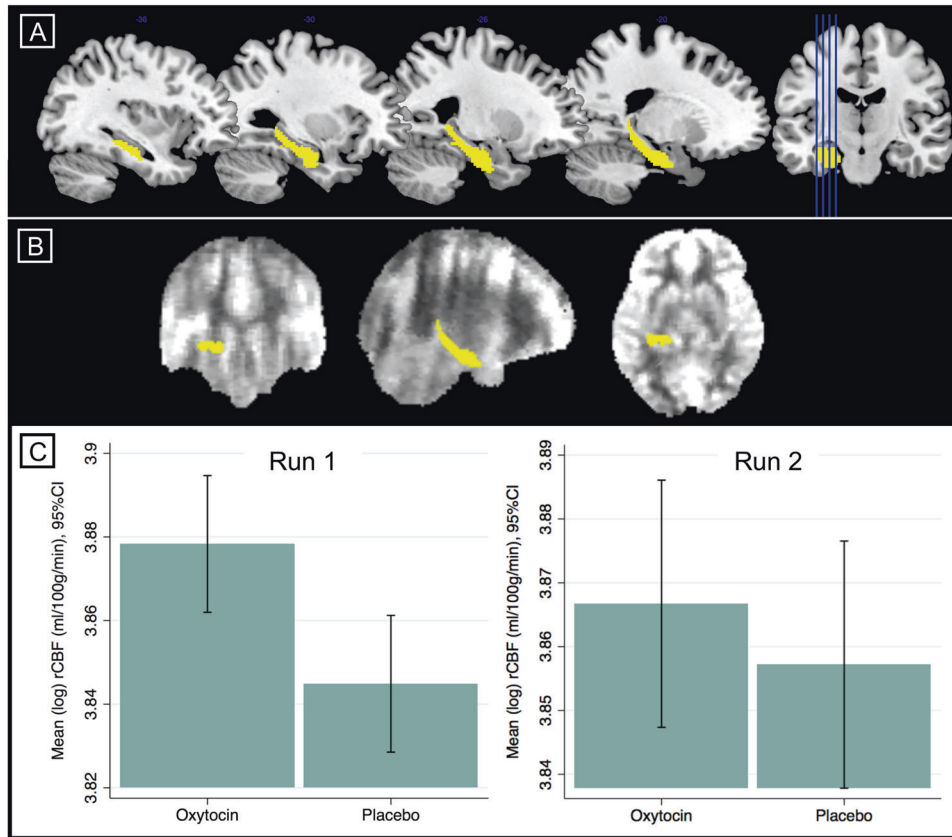 A
-36
-30
-26
-20
B
C
Run 1
Mean (log) rCBF (ml/100g/min), 95%CI
3.9
3.88
3.86
3.84
3.82
Oxytocin
Placebo
Run 2
Mean (log) rCBF (ml/100g/min), 95%CI
3.89
3.88
3.87
3.86
3.85
3.84
Oxytocin
Placebo